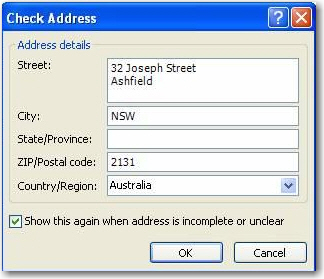 Check Address
Address details
Street:
32 Joseph Street
Ashfield
City:
NSW
State/Province:
ZIP/Postal code:
2131
Country/Region:
Australia
Show this again when address is incomplete or unclear
OK
Cancel